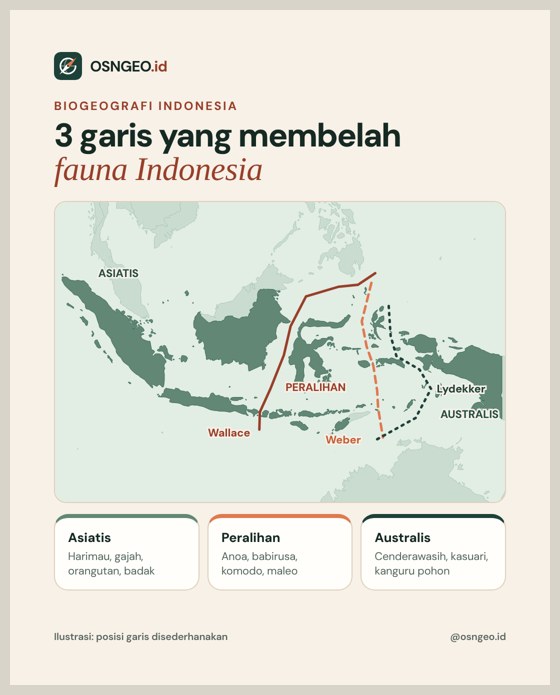 OSNGEO.id
BIOGEOGRAFI INDONESIA
3 garis yang membelah
fauna Indonesia
ASIATIS
PERALIHAN
Lydekker
AUSTRALIS
Wallace
Weber
Asiatis
Harimau, gajah,
orangutan, badak
Peralihan
Anoa, babirusa,
komodo, maleo
Australis
Cenderawasih, kasuari,
kanguru pohon
Ilustrasi: posisi garis disederhanakan
@osngeo.id